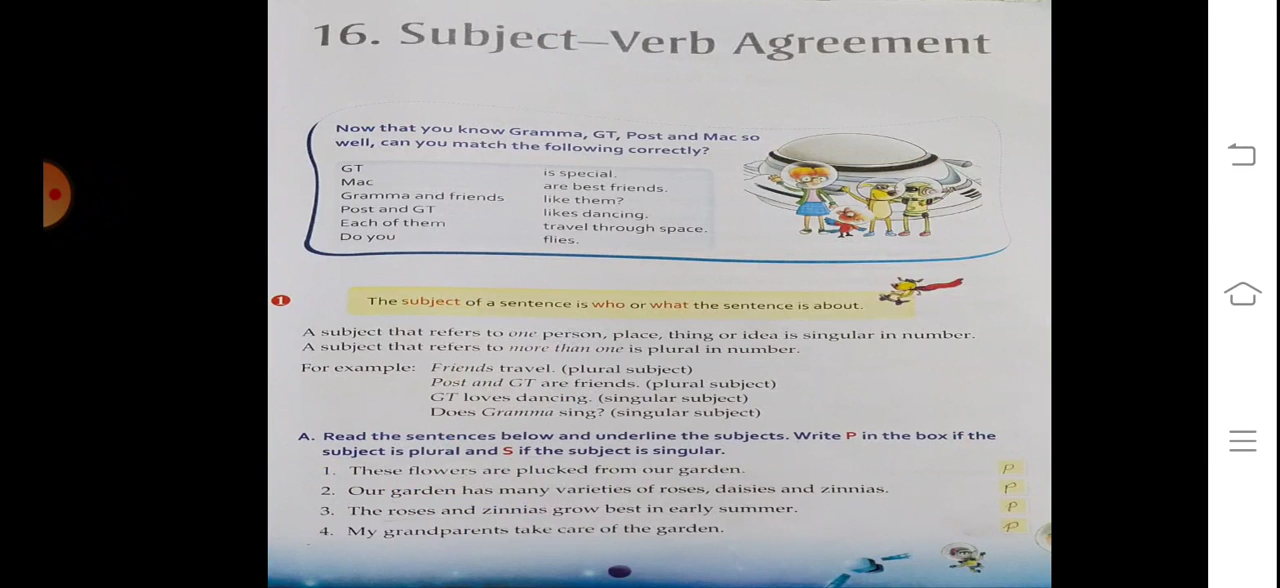 16. Subject—Verb Agreement
Now that you know Gramma, GT, Post and Mac so
well, can you match the following correctly?
GT is special.
Mac are best friends.
Gramma and friends like them?
Post and GT likes dancing.
Each of them travel through space.
Do you flies.
1 The subject of a sentence is who or what the sentence is about.
A subject that refers to one person, place, thing or idea is singular in number.
A subject that refers to more than one is plural in number.
For example: Friends travel. (plural subject)
Post and GT are friends. (plural subject)
GT loves dancing. (singular subject)
Does Gramma sing? (singular subject)
A. Read the sentences below and underline the subjects. Write P in the box if the
subject is plural and S if the subject is singular.
1. These flowers are plucked from our garden. P
2. Our garden has many varieties of roses, daisies and zinnias. P
3. The roses and zinnias grow best in early summer. P
4. My grandparents take care of the garden. P